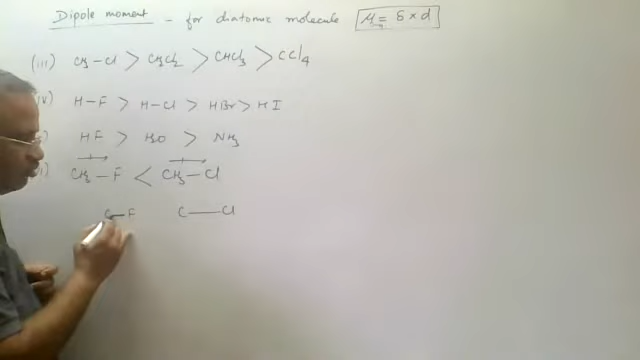 Dipole moment - for diatomic molecule μ = δ × d
(iii) CH3-Cl > CH2Cl2 > CHCl3 > CCl4
H-F > H-Cl > HBr > HI
HF > H2O > NH3
CH3-F < CH3-Cl
C-F C-Cl